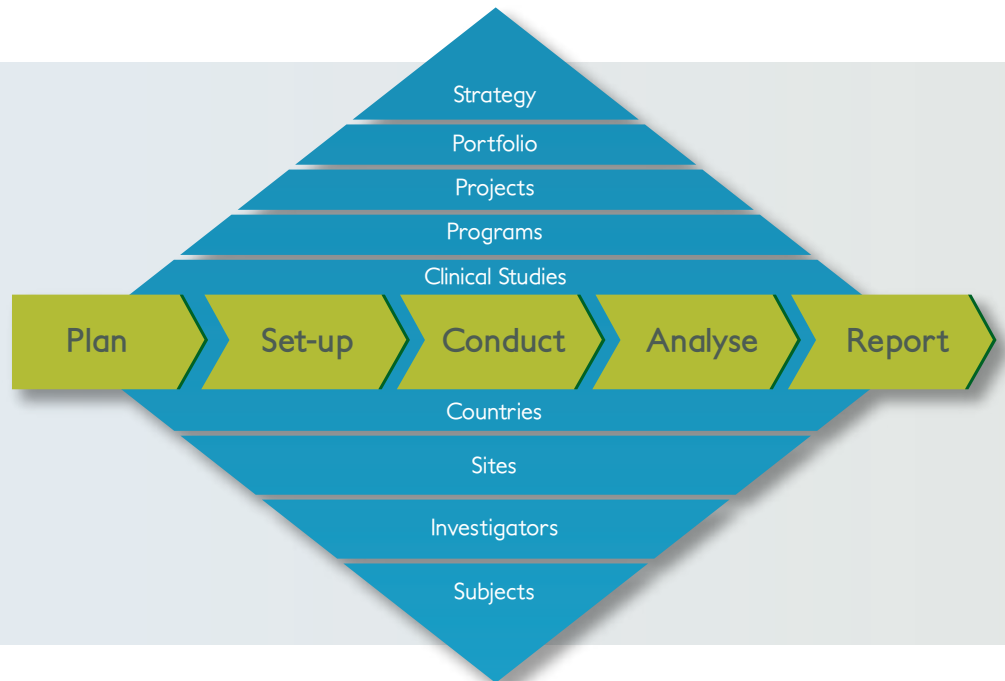 Strategy
Portfolio
Projects
Programs
Clinical Studies
Plan Set-up Conduct Analyse Report
Countries
Sites
Investigators
Subjects